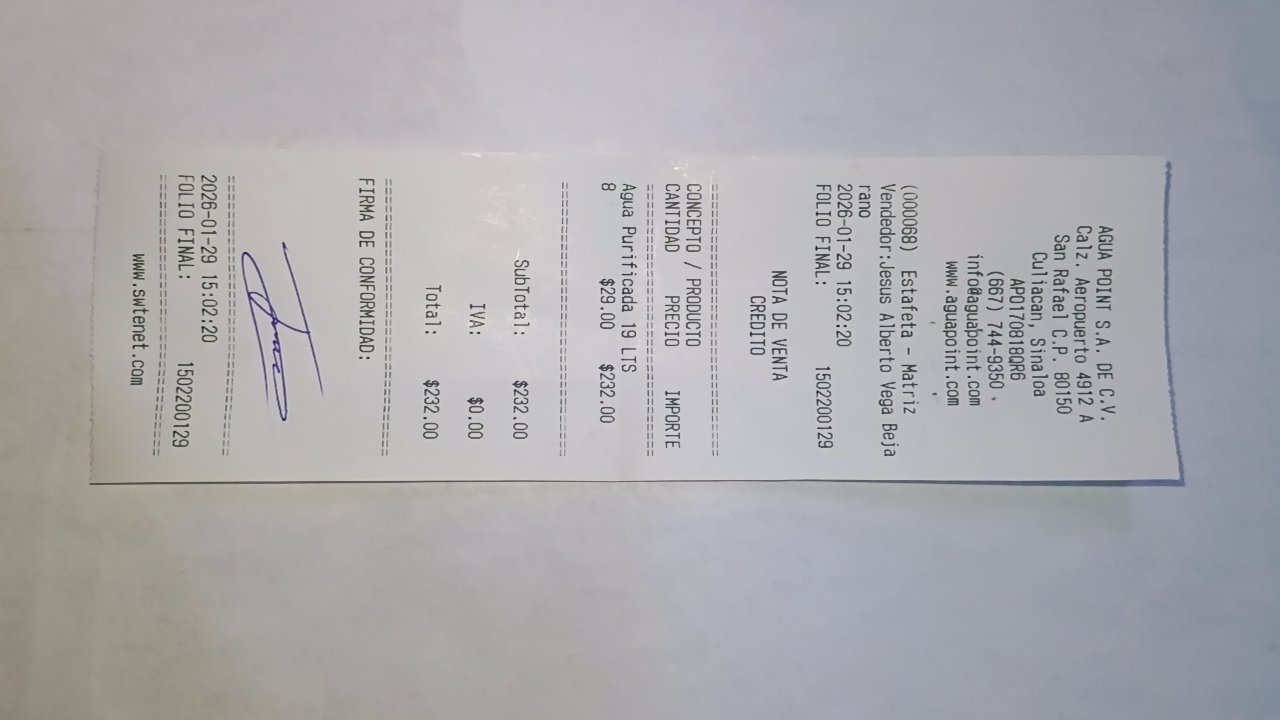 AGUA POINT S.A. DE C.V.
Calz. Aeropuerto 4912 A
San Rafael C.P. 80150
Culiacan, Sinaloa
APO170818QR6
(667) 744-9350
info@aguapoint.com
www.aguapoint.com
(000068) Estafeta - Matriz
Vendedor:Jesus Alberto Vega Beja
rano
2026-01-29 15:02:20
FOLIO FINAL: 1502200129
NOTA DE VENTA
CREDITO
CONCEPTO / PRODUCTO
CANTIDAD PRECIO IMPORTE
Agua Purificada 19 LTS
8 $29.00 $232.00
SubTotal: $232.00
IVA: $0.00
Total: $232.00
FIRMA DE CONFORMIDAD:
2026-01-29 15:02:20
FOLIO FINAL: 1502200129
www.swtenet.com